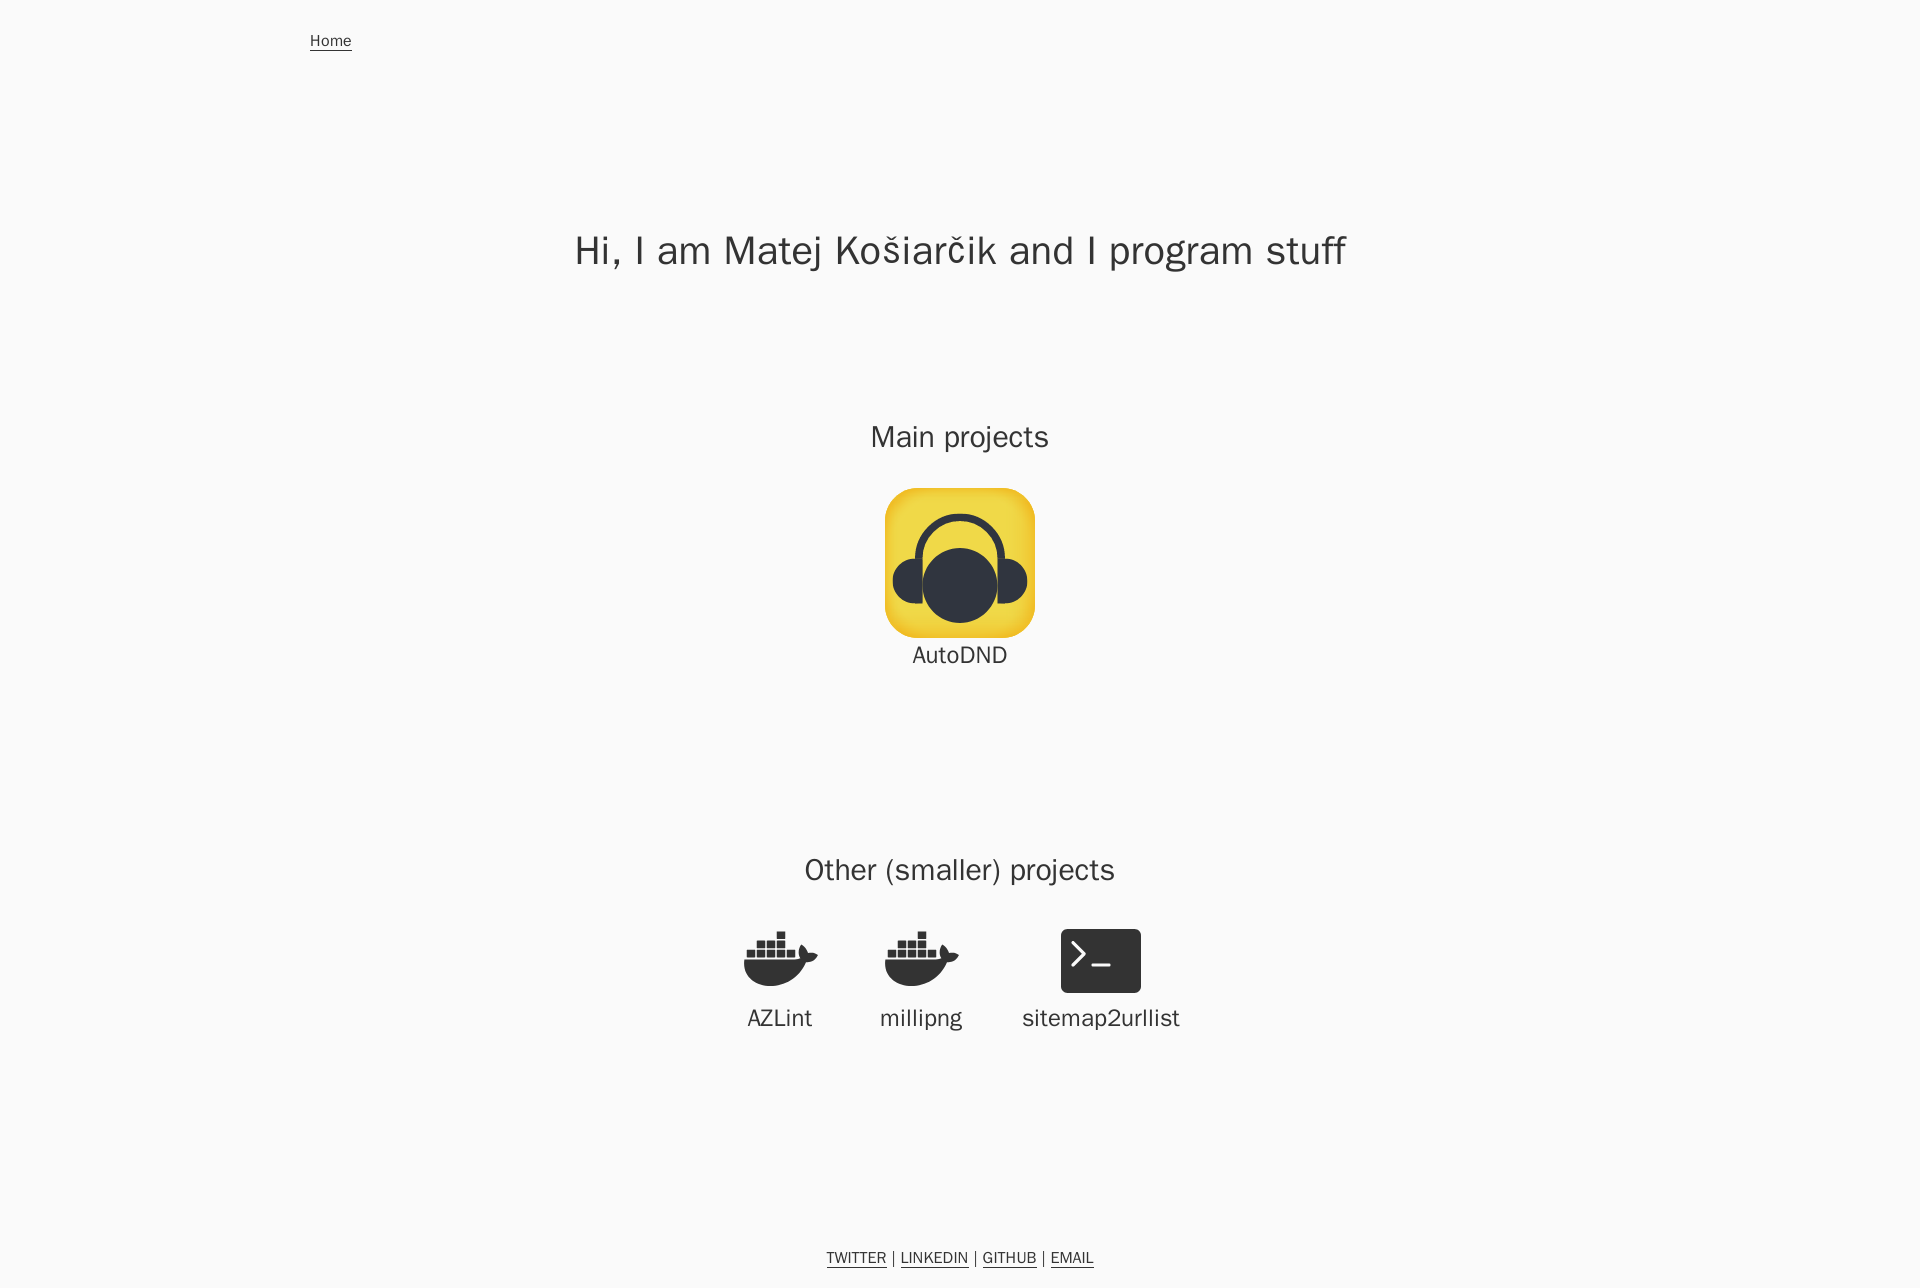 Home
Hi, I am Matej Košiarčik and I program stuff
Main projects
AutoDND
Other (smaller) projects
AZLint millipng sitemap2urllist
TWITTER | LINKEDIN | GITHUB | EMAIL